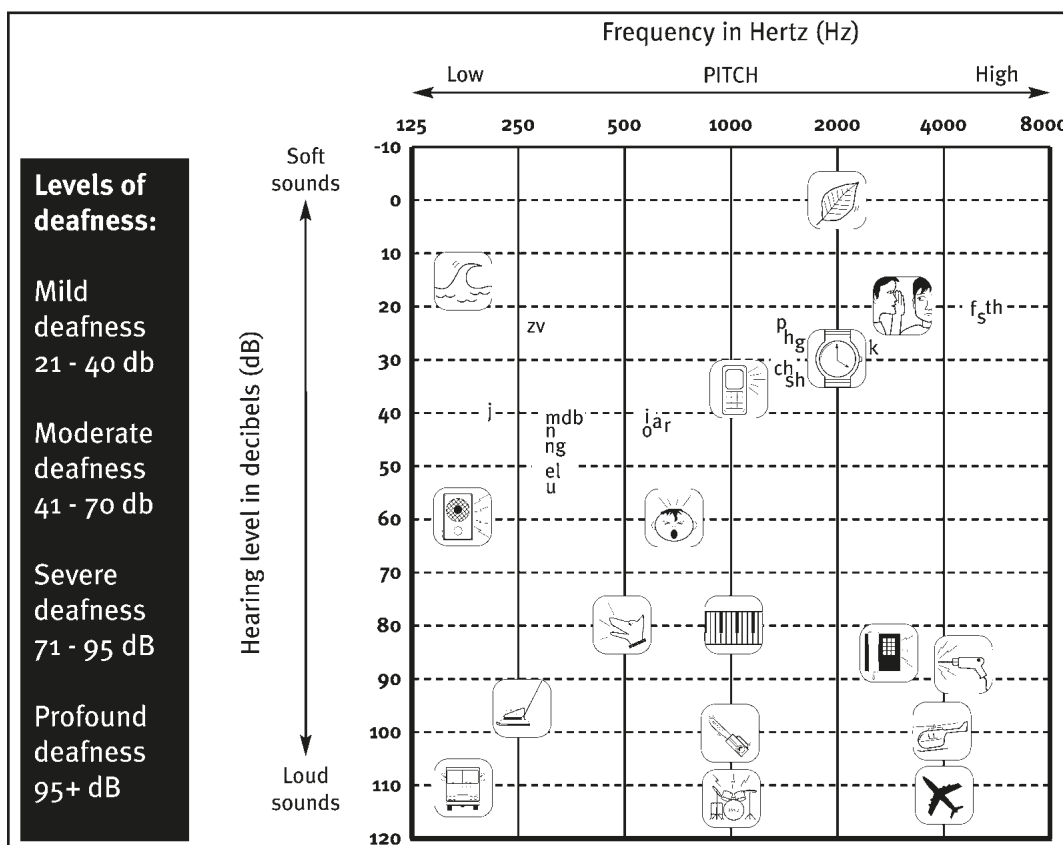 Frequency in Hertz (Hz)
Low PITCH High
125 250 500 1000 2000 4000 8000
Levels of
deafness:
Mild
deafness
21 - 40 db
Moderate
deafness
41 - 70 db
Severe
deafness
71 - 95 dB
Profound
deafness
95+ dB
Soft
sounds
Hearing level in decibels (dB)
Loud
sounds
-10
0
10
20
30
40
50
60
70
80
90
100
110
120
zv
p
hg
k
f s th
ch
sh
j
mdb
n
ng
el
u
i a r
o